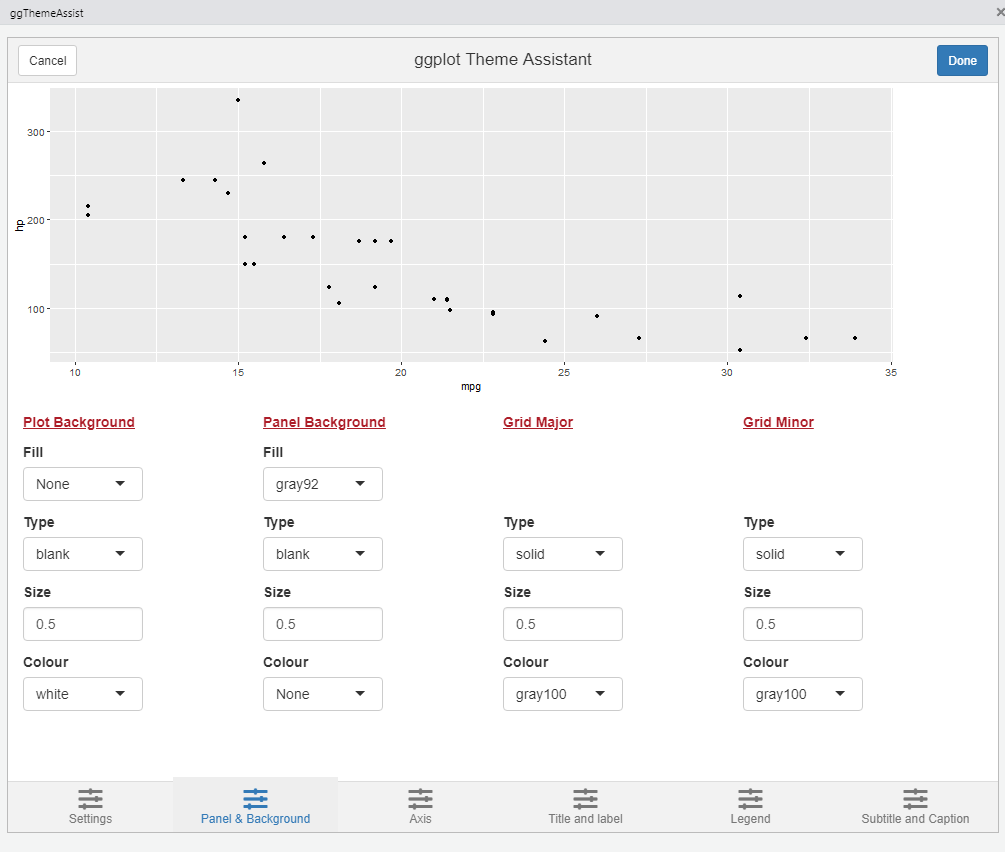 ggThemeAssist
Cancel ggplot Theme Assistant Done
300
200
100
hp
10 15 20 25 30 35
mpg
Plot Background Panel Background Grid Major Grid Minor
Fill Fill
None gray92
Type Type Type Type
blank blank solid solid
Size Size Size Size
0.5 0.5 0.5 0.5
Colour Colour Colour Colour
white None gray100 gray100
Settings Panel & Background Axis Title and label Legend Subtitle and Caption